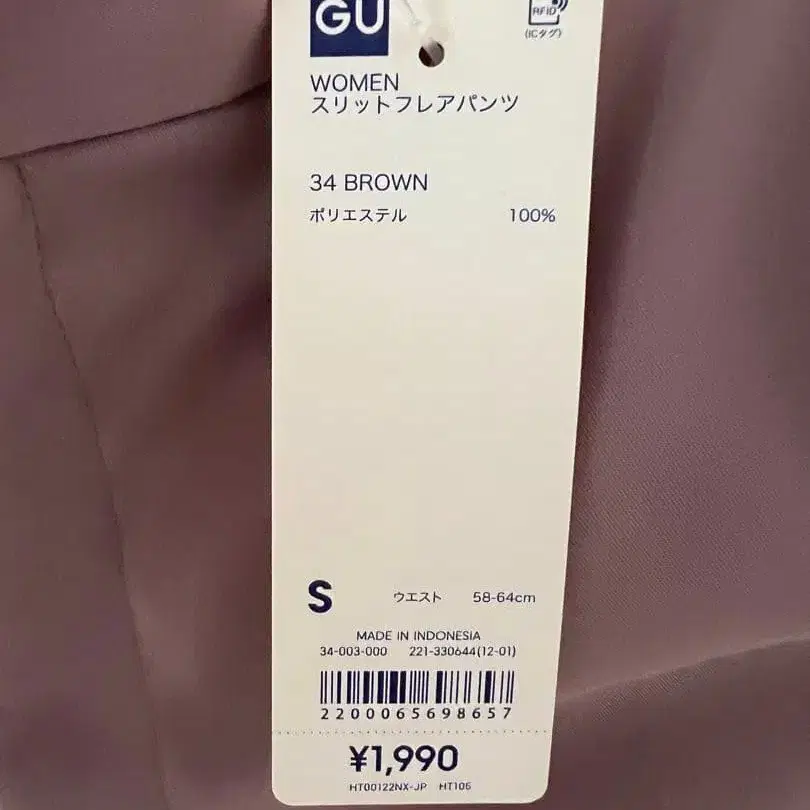 GU
RFID
(ICタグ)
WOMEN
スリットフレアパンツ
34 BROWN
ポリエステル 100%
S ウエスト 58-64cm
MADE IN INDONESIA
34-003-000 221-330644(12-01)
2200065698657
¥1,990
HT00122NX-JP HT106